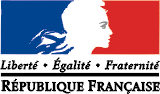 Liberté • Égalité • Fraternité
RÉPUBLIQUE FRANÇAISE